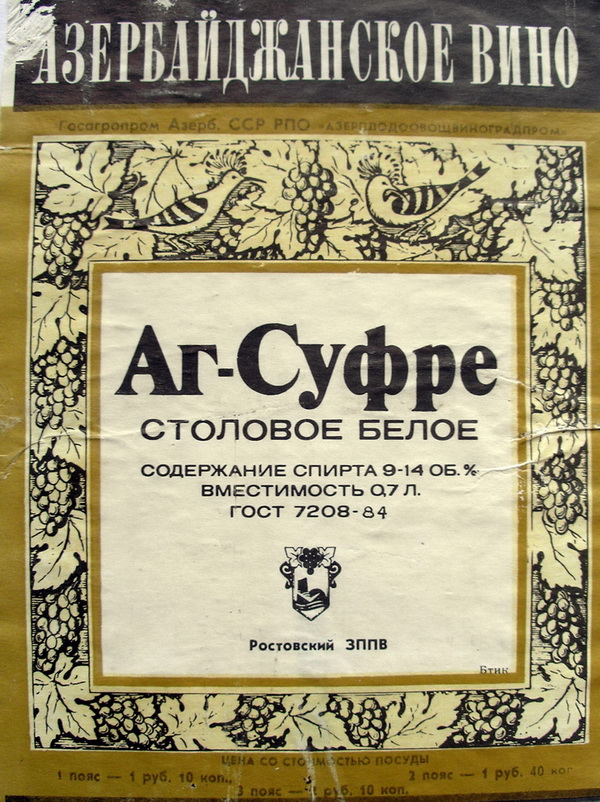 АЗЕРБАЙДЖАНСКОЕ ВИНО
Госагропром Азерб. ССР РПО «АЗЕРПЛОДООВОЩВИНОГРАДПРОМ»
Аг-Суфре
СТОЛОВОЕ БЕЛОЕ
СОДЕРЖАНИЕ СПИРТА 9-14 ОБ.%
ВМЕСТИМОСТЬ 0,7 Л.
ГОСТ 7208-84
Ростовский ЗППВ
Бтик
ЦЕНА СО СТОИМОСТЬЮ ПОСУДЫ
1 пояс — 1 руб. 10 коп., 2 пояс — 1 руб. 40 коп
3 пояс — руб. 10 коп.